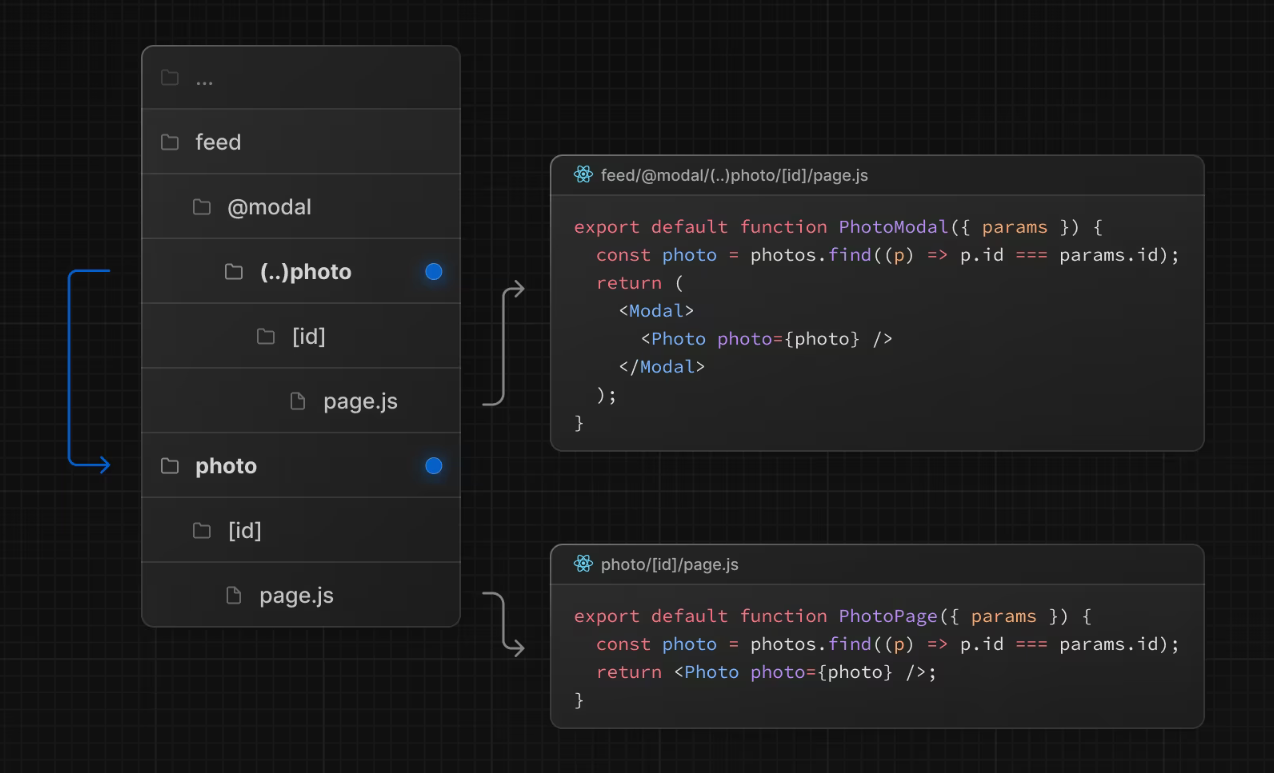 ...
feed
@modal
(..)photo
[id]
page.js
photo
[id]
page.js
feed/@modal/(..)photo/[id]/page.js
export default function PhotoModal({ params }) {
  const photo = photos.find((p) => p.id === params.id);
  return (
    <Modal>
      <Photo photo={photo} />
    </Modal>
  );
}
photo/[id]/page.js
export default function PhotoPage({ params }) {
  const photo = photos.find((p) => p.id === params.id);
  return <Photo photo={photo} />;
}